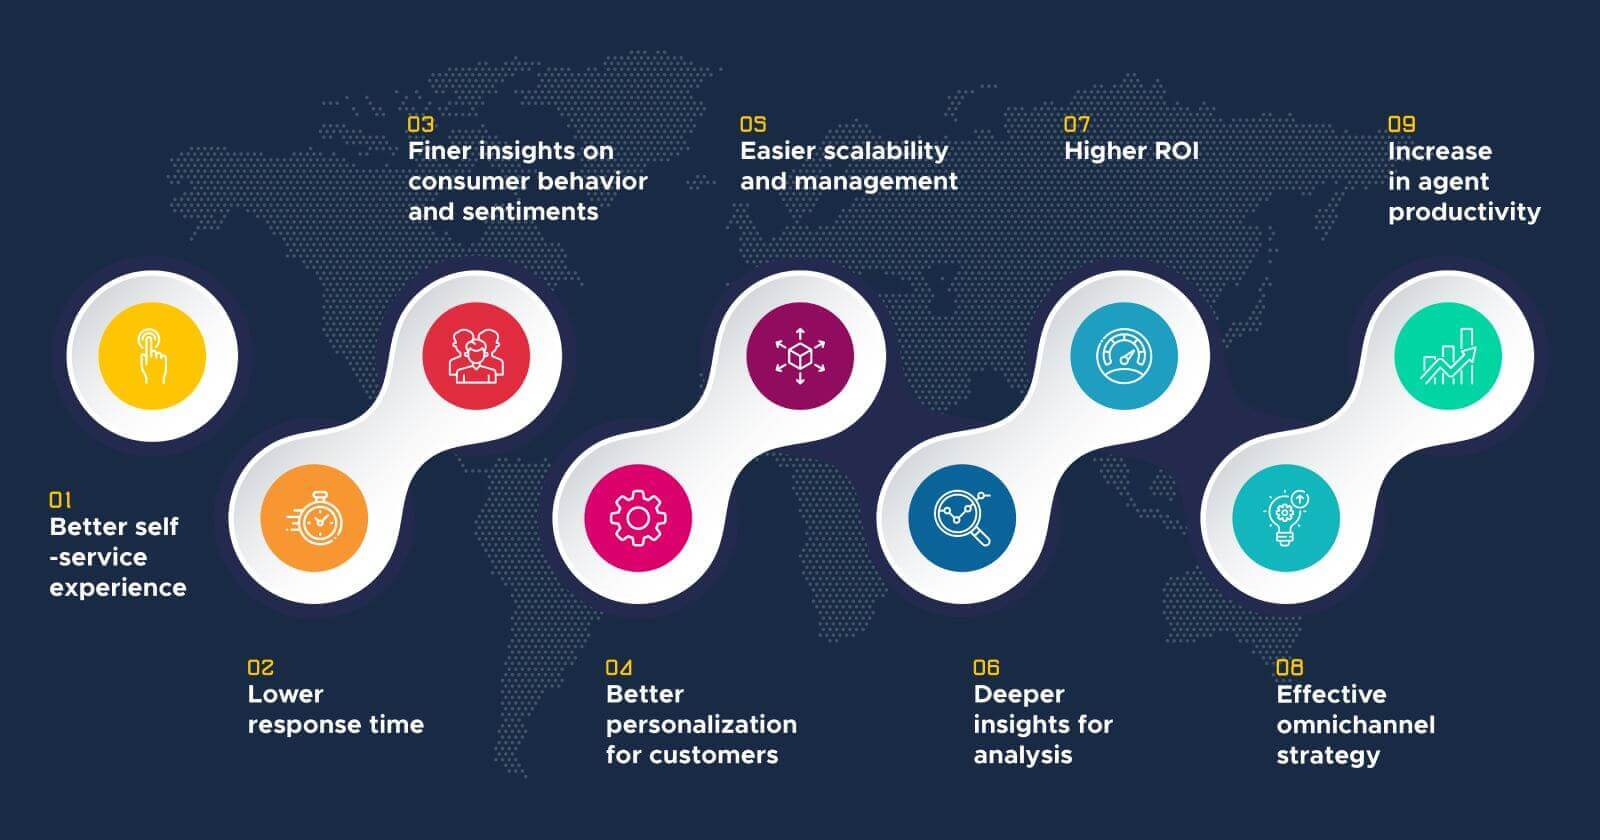 01
Better self
-service
experience
02
Lower
response time
03
Finer insights on
consumer behavior
and sentiments
04
Better
personalization
for customers
05
Easier scalability
and management
06
Deeper
insights for
analysis
07
Higher ROI
08
Effective
omnichannel
strategy
09
Increase
in agent
productivity